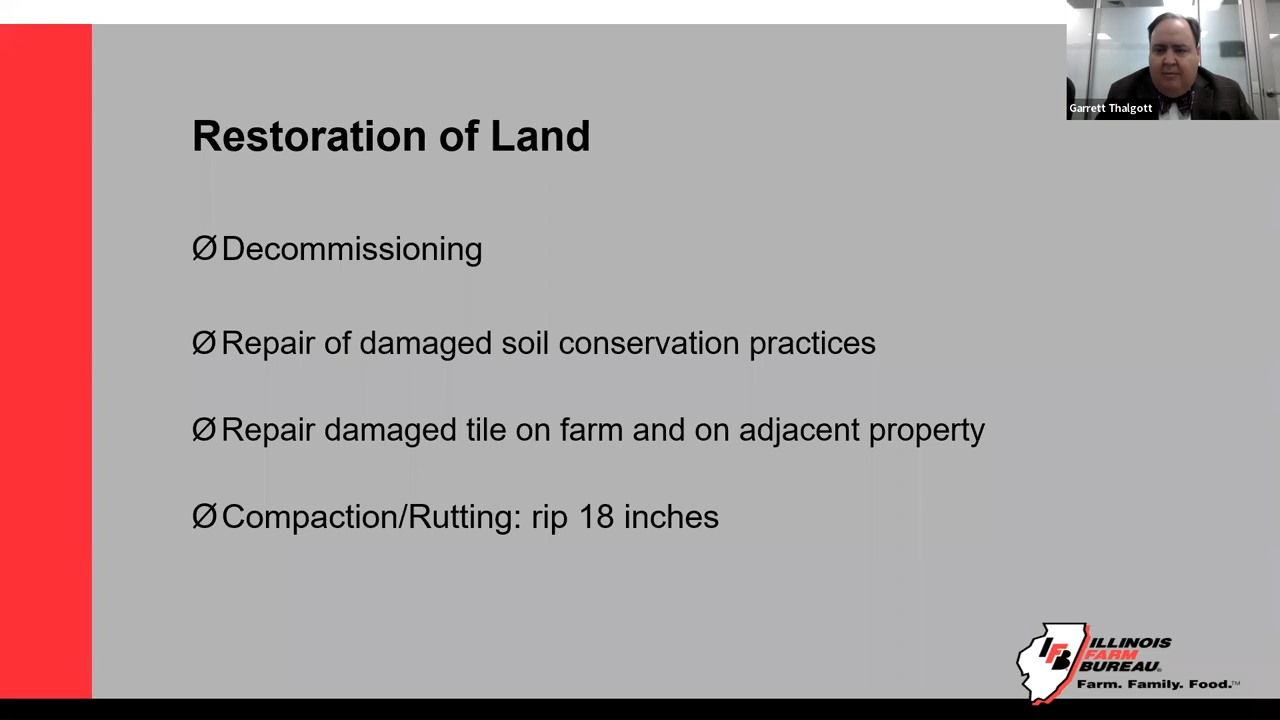 Garrett Thalgott
Restoration of Land
Ø Decommissioning
Ø Repair of damaged soil conservation practices
Ø Repair damaged tile on farm and on adjacent property
Ø Compaction/Rutting: rip 18 inches
IFB
ILLINOIS
FARM
BUREAU®
Farm. Family. Food.™